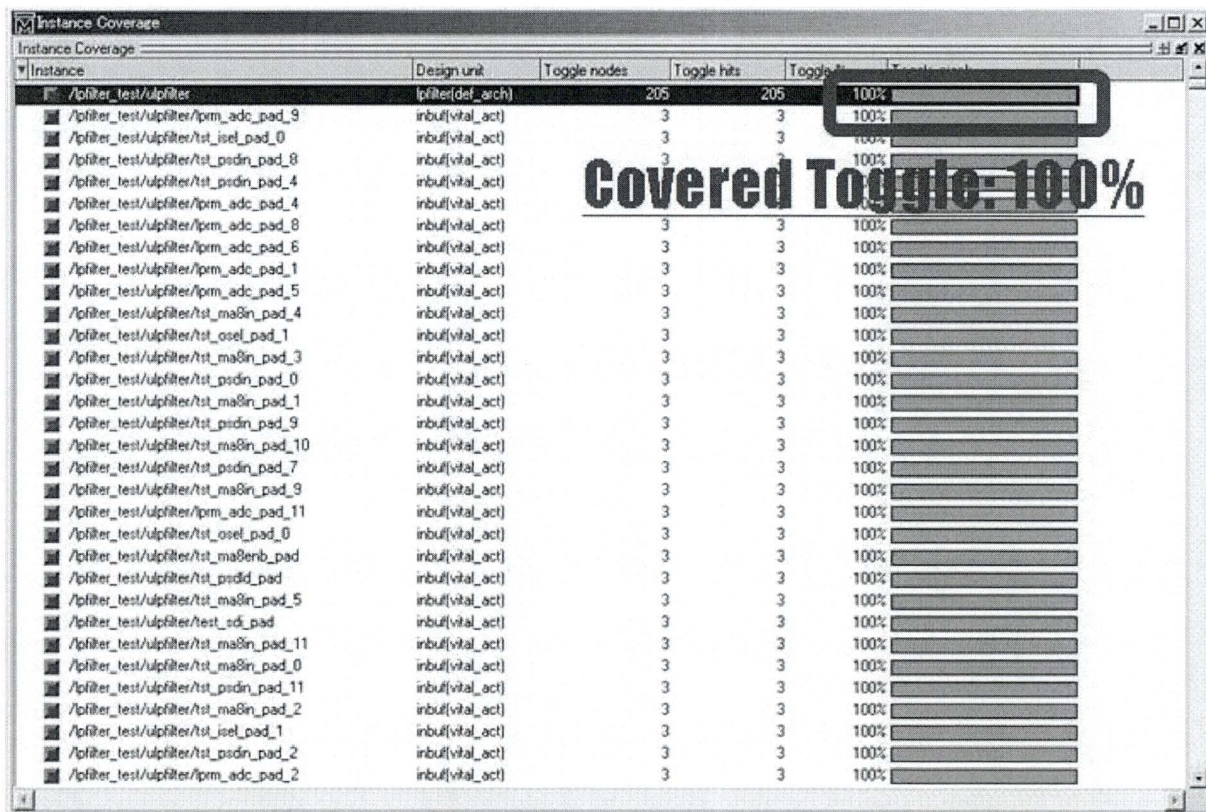 Instance Coverage
Instance Coverage
Instance Design unit Toggle nodes Toggle hits
/lpfilter_test/ulpfilter lpfilter(def_arch) 205 205 100%
/lpfilter_test/ulpfilter/lprm_adc_pad_9 inbuf(vital_act) 3 3 100%
/lpfilter_test/ulpfilter/tst_isel_pad_0 inbuf(vital_act) 3 3
/lpfilter_test/ulpfilter/tst_psdin_pad_8 inbuf(vital_act) 3 3 100%
/lpfilter_test/ulpfilter/tst_psdin_pad_4 inbuf(vital_act)
Covered Toggle: 100%
/lpfilter_test/ulpfilter/lprm_adc_pad_4 inbuf(vital_act)
/lpfilter_test/ulpfilter/lprm_adc_pad_8 inbuf(vital_act) 3 3 100%
/lpfilter_test/ulpfilter/lprm_adc_pad_6 inbuf(vital_act) 3 3 100%
/lpfilter_test/ulpfilter/lprm_adc_pad_1 inbuf(vital_act) 3 3 100%
/lpfilter_test/ulpfilter/lprm_adc_pad_5 inbuf(vital_act) 3 3 100%
/lpfilter_test/ulpfilter/tst_ma8in_pad_4 inbuf(vital_act) 3 3 100%
/lpfilter_test/ulpfilter/tst_osel_pad_1 inbuf(vital_act) 3 3 100%
/lpfilter_test/ulpfilter/tst_ma8in_pad_3 inbuf(vital_act) 3 3 100%
/lpfilter_test/ulpfilter/tst_psdin_pad_0 inbuf(vital_act) 3 3 100%
/lpfilter_test/ulpfilter/tst_ma8in_pad_1 inbuf(vital_act) 3 3 100%
/lpfilter_test/ulpfilter/tst_psdin_pad_9 inbuf(vital_act) 3 3 100%
/lpfilter_test/ulpfilter/tst_ma8in_pad_10 inbuf(vital_act) 3 3 100%
/lpfilter_test/ulpfilter/tst_psdin_pad_7 inbuf(vital_act) 3 3 100%
/lpfilter_test/ulpfilter/tst_ma8in_pad_9 inbuf(vital_act) 3 3 100%
/lpfilter_test/ulpfilter/lprm_adc_pad_11 inbuf(vital_act) 3 3 100%
/lpfilter_test/ulpfilter/tst_osel_pad_0 inbuf(vital_act) 3 3 100%
/lpfilter_test/ulpfilter/tst_ma8enb_pad inbuf(vital_act) 3 3 100%
/lpfilter_test/ulpfilter/tst_psdld_pad inbuf(vital_act) 3 3 100%
/lpfilter_test/ulpfilter/tst_ma8in_pad_5 inbuf(vital_act) 3 3 100%
/lpfilter_test/ulpfilter/test_sdi_pad inbuf(vital_act) 3 3 100%
/lpfilter_test/ulpfilter/tst_ma8in_pad_11 inbuf(vital_act) 3 3 100%
/lpfilter_test/ulpfilter/tst_ma8in_pad_0 inbuf(vital_act) 3 3 100%
/lpfilter_test/ulpfilter/tst_psdin_pad_11 inbuf(vital_act) 3 3 100%
/lpfilter_test/ulpfilter/tst_ma8in_pad_2 inbuf(vital_act) 3 3 100%
/lpfilter_test/ulpfilter/tst_isel_pad_1 inbuf(vital_act) 3 3 100%
/lpfilter_test/ulpfilter/tst_psdin_pad_2 inbuf(vital_act) 3 3 100%
/lpfilter_test/ulpfilter/lprm_adc_pad_2 inbuf(vital_act) 3 3 100%